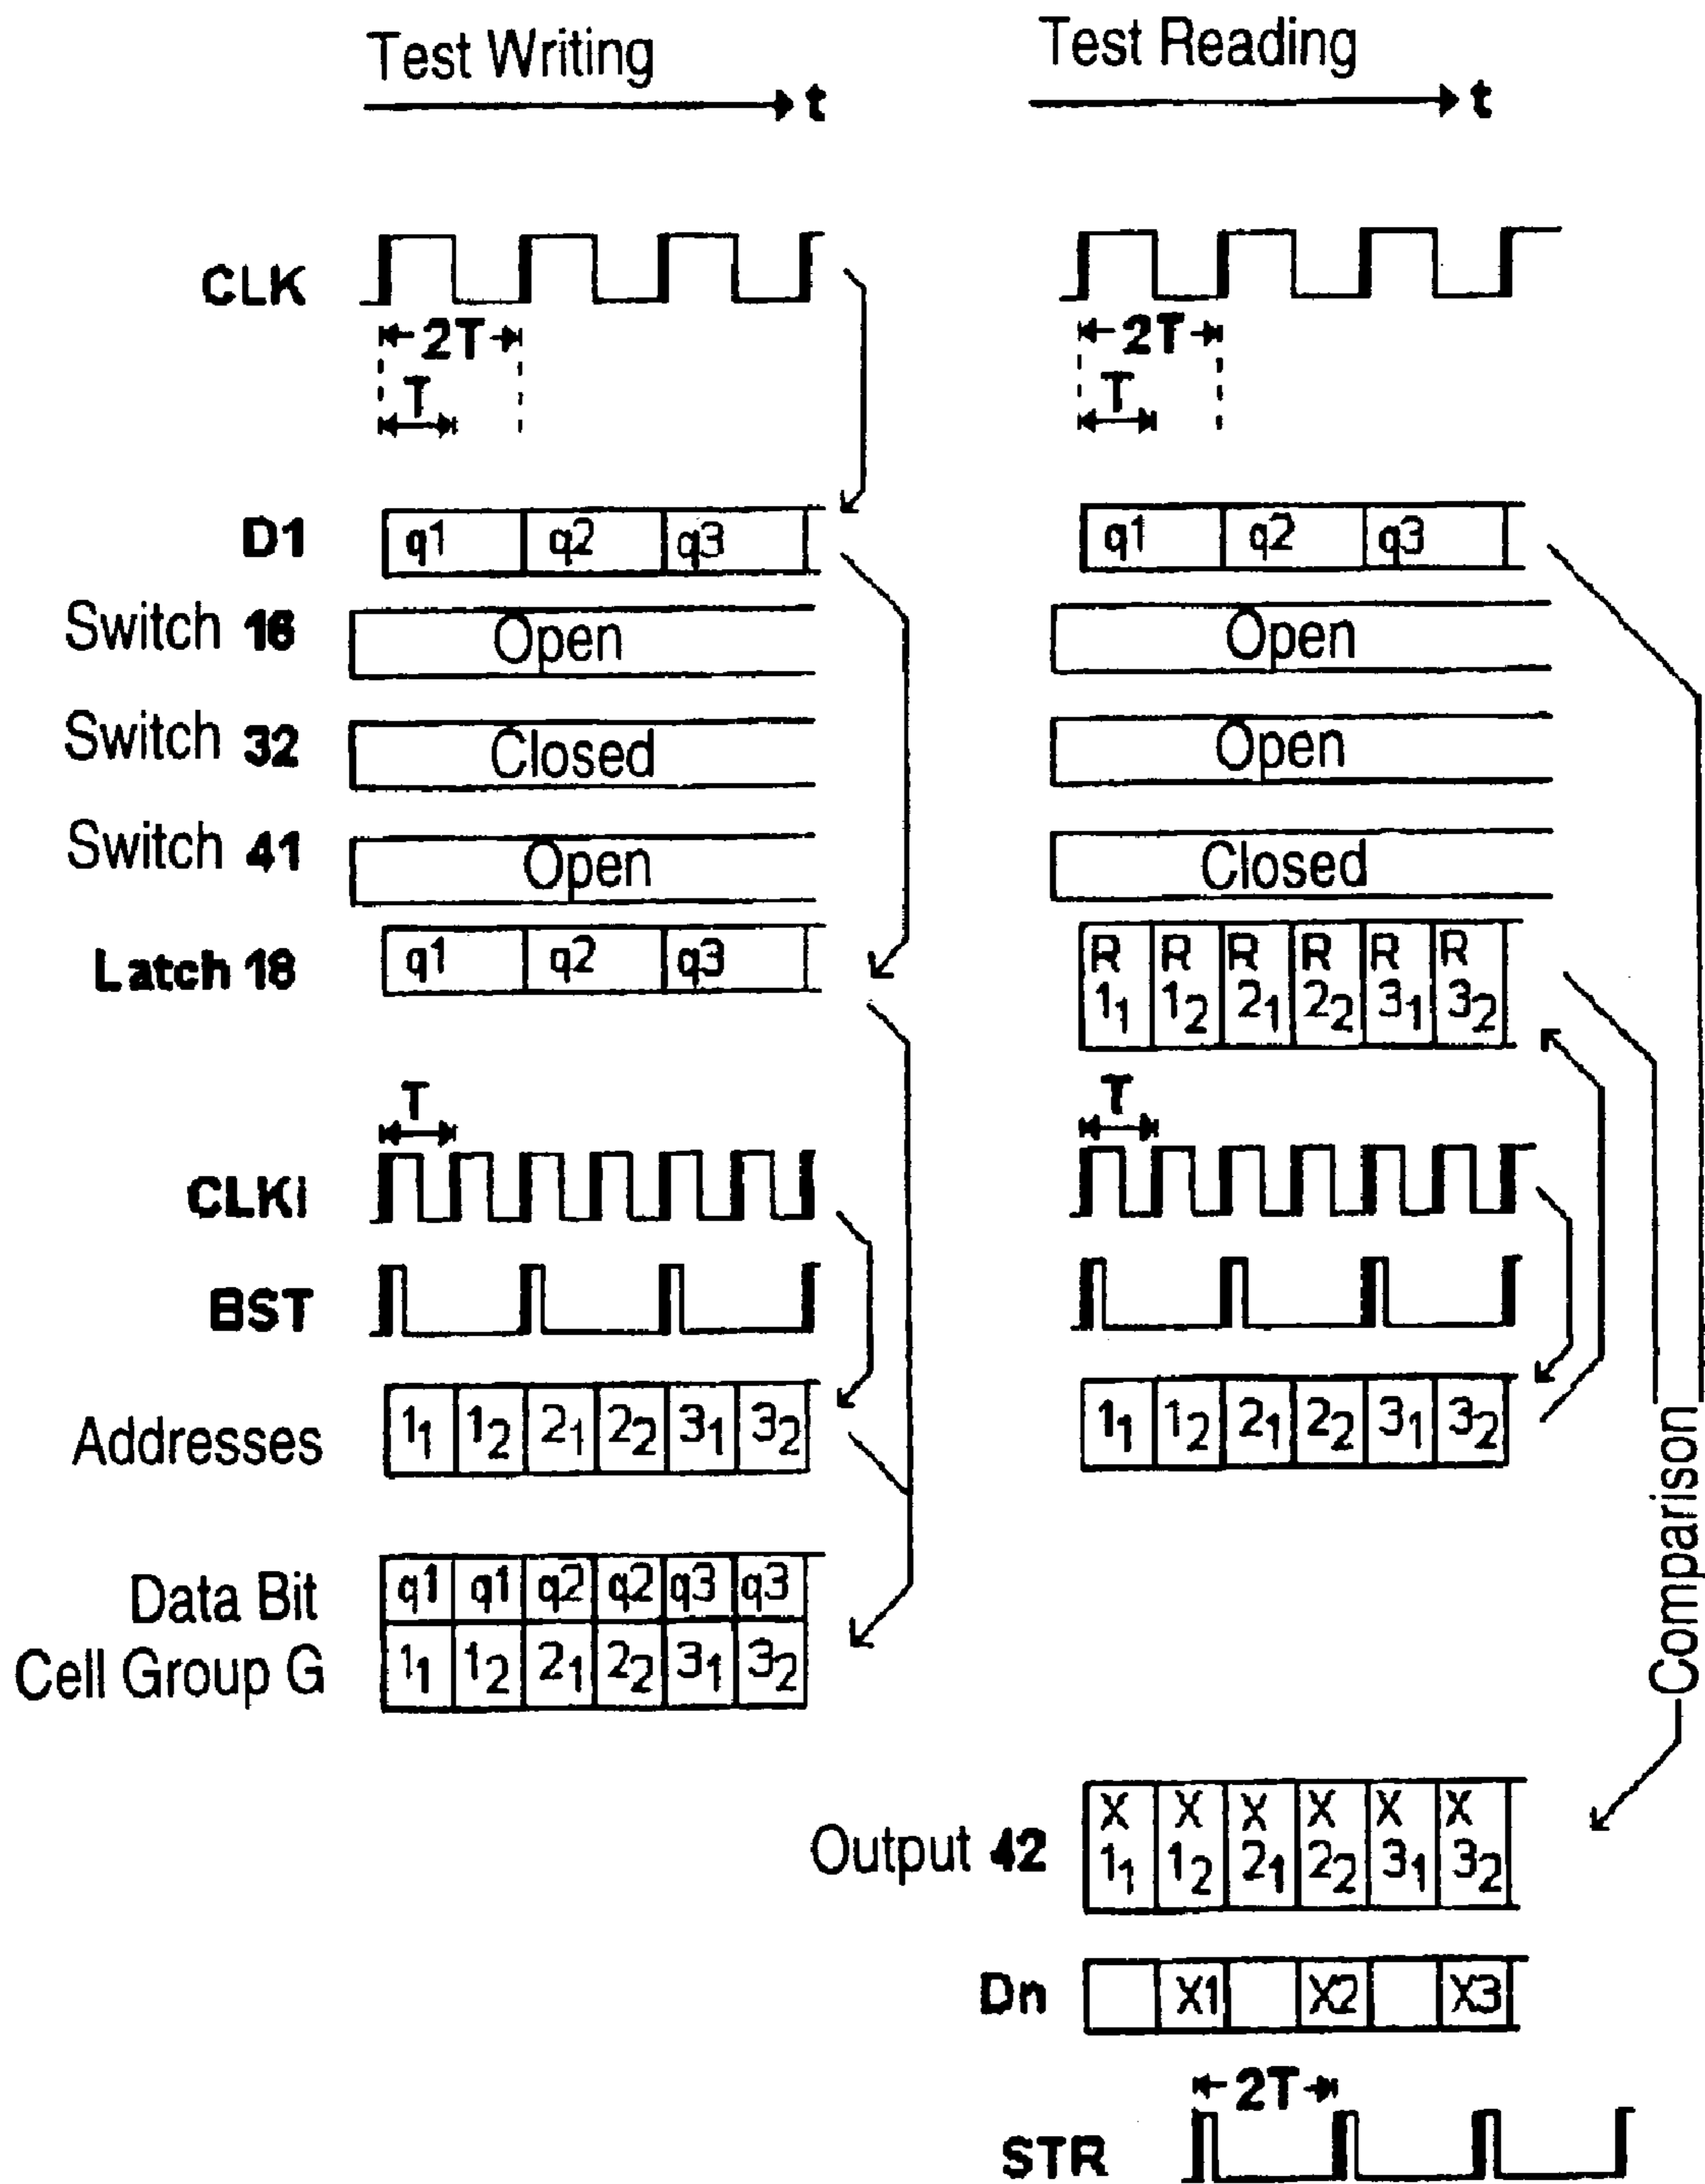 Test Writing
t
Test Reading
t
CLK
2T
T
2T
T
D1
q1 q2 q3
q1 q2 q3
Switch 16
Open
Open
Switch 32
Closed
Open
Switch 41
Open
Closed
Latch 18
q1 q2 q3
R R R R R R
1₁ 1₂ 2₁ 2₂ 3₁ 3₂
T
T
CLKi
BST
Addresses
1₁ 1₂ 2₁ 2₂ 3₁ 3₂
1₁ 1₂ 2₁ 2₂ 3₁ 3₂
Comparison
Data Bit
q1 q1 q2 q2 q3 q3
Cell Group G
1₁ 1₂ 2₁ 2₂ 3₁ 3₂
Output 42
X X X X X X
1₁ 1₂ 2₁ 2₂ 3₁ 3₂
Dn
X1 X2 X3
2T
STR